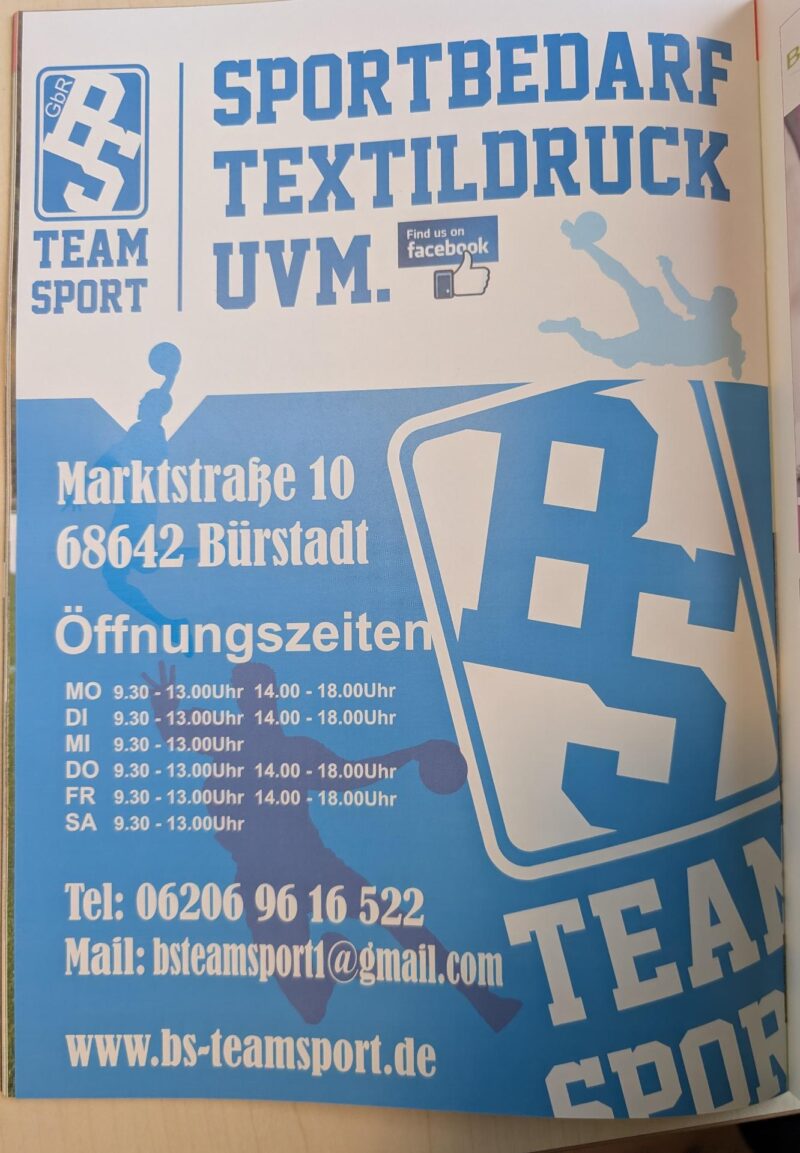 GbR
BS
TEAM
SPORT
SPORTBEDARF
TEXTILDRUCK
UVM.
Find us on
facebook
Marktstraße 10
68642 Bürstadt
Öffnungszeiten
MO 9.30 - 13.00Uhr 14.00 - 18.00Uhr
DI 9.30 - 13.00Uhr 14.00 - 18.00Uhr
MI 9.30 - 13.00Uhr
DO 9.30 - 13.00Uhr 14.00 - 18.00Uhr
FR 9.30 - 13.00Uhr 14.00 - 18.00Uhr
SA 9.30 - 13.00Uhr
Tel: 06206 96 16 522
Mail: bsteamsport1@gmail.com
www.bs-teamsport.de
BS
TEAM
SPOR